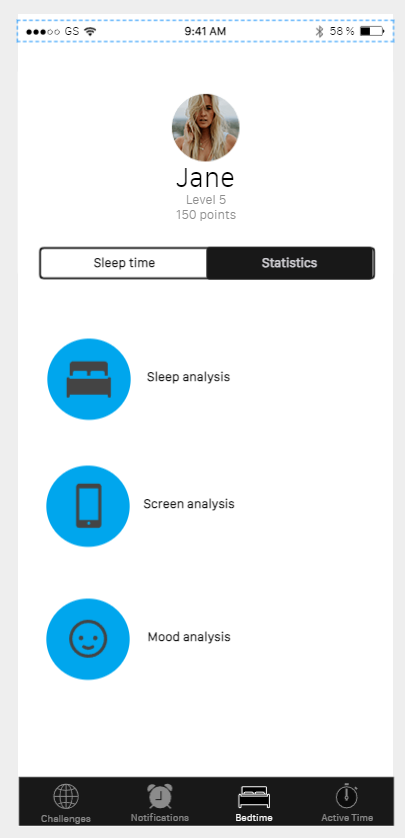 GS 9:41 AM 58 %
Jane
Level 5
150 points
Sleep time Statistics
Sleep analysis
Screen analysis
Mood analysis
Challenges Notifications Bedtime Active Time